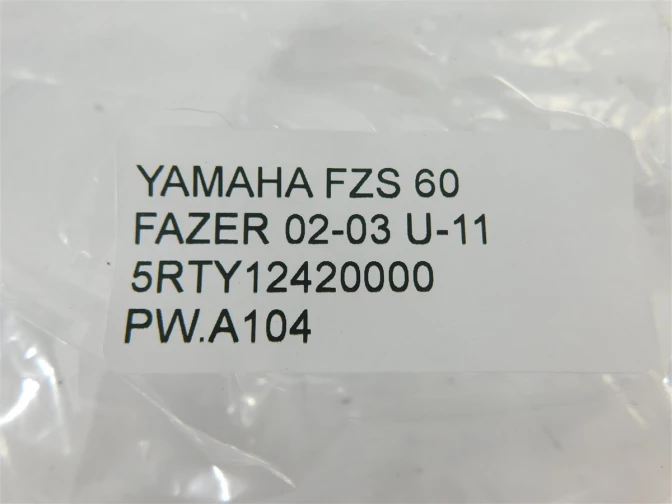 YAMAHA FZS 60
FAZER 02-03 U-11
5RTY12420000
PW.A104